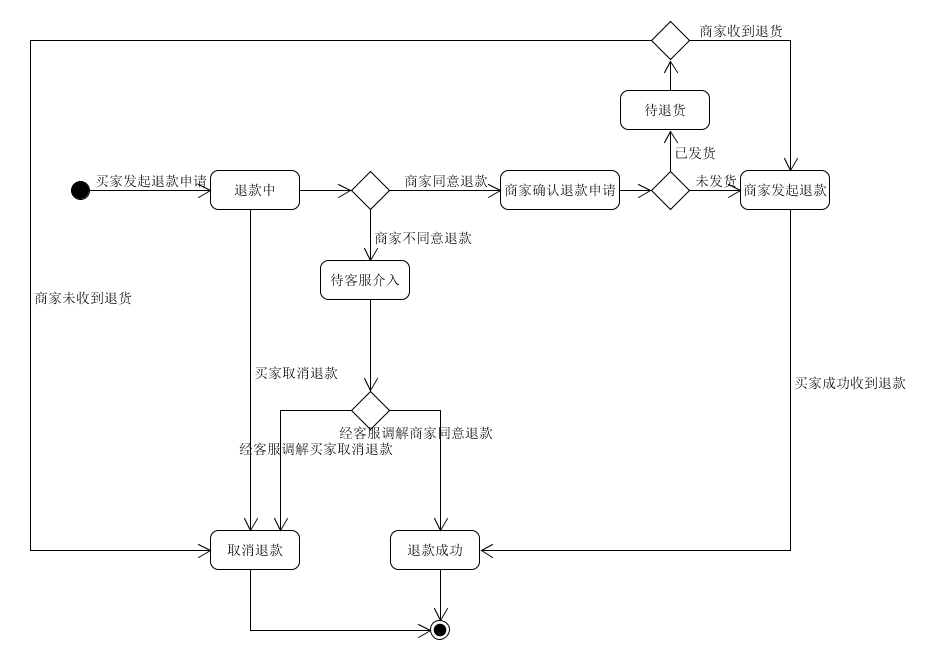 商家收到退货
待退货
已发货
买家发起退款申请
退款中
商家同意退款
商家确认退款申请
未发货
商家发起退款
商家不同意退款
待客服介入
商家未收到退货
买家取消退款
买家成功收到退款
经客服调解商家同意退款
经客服调解买家取消退款
取消退款
退款成功